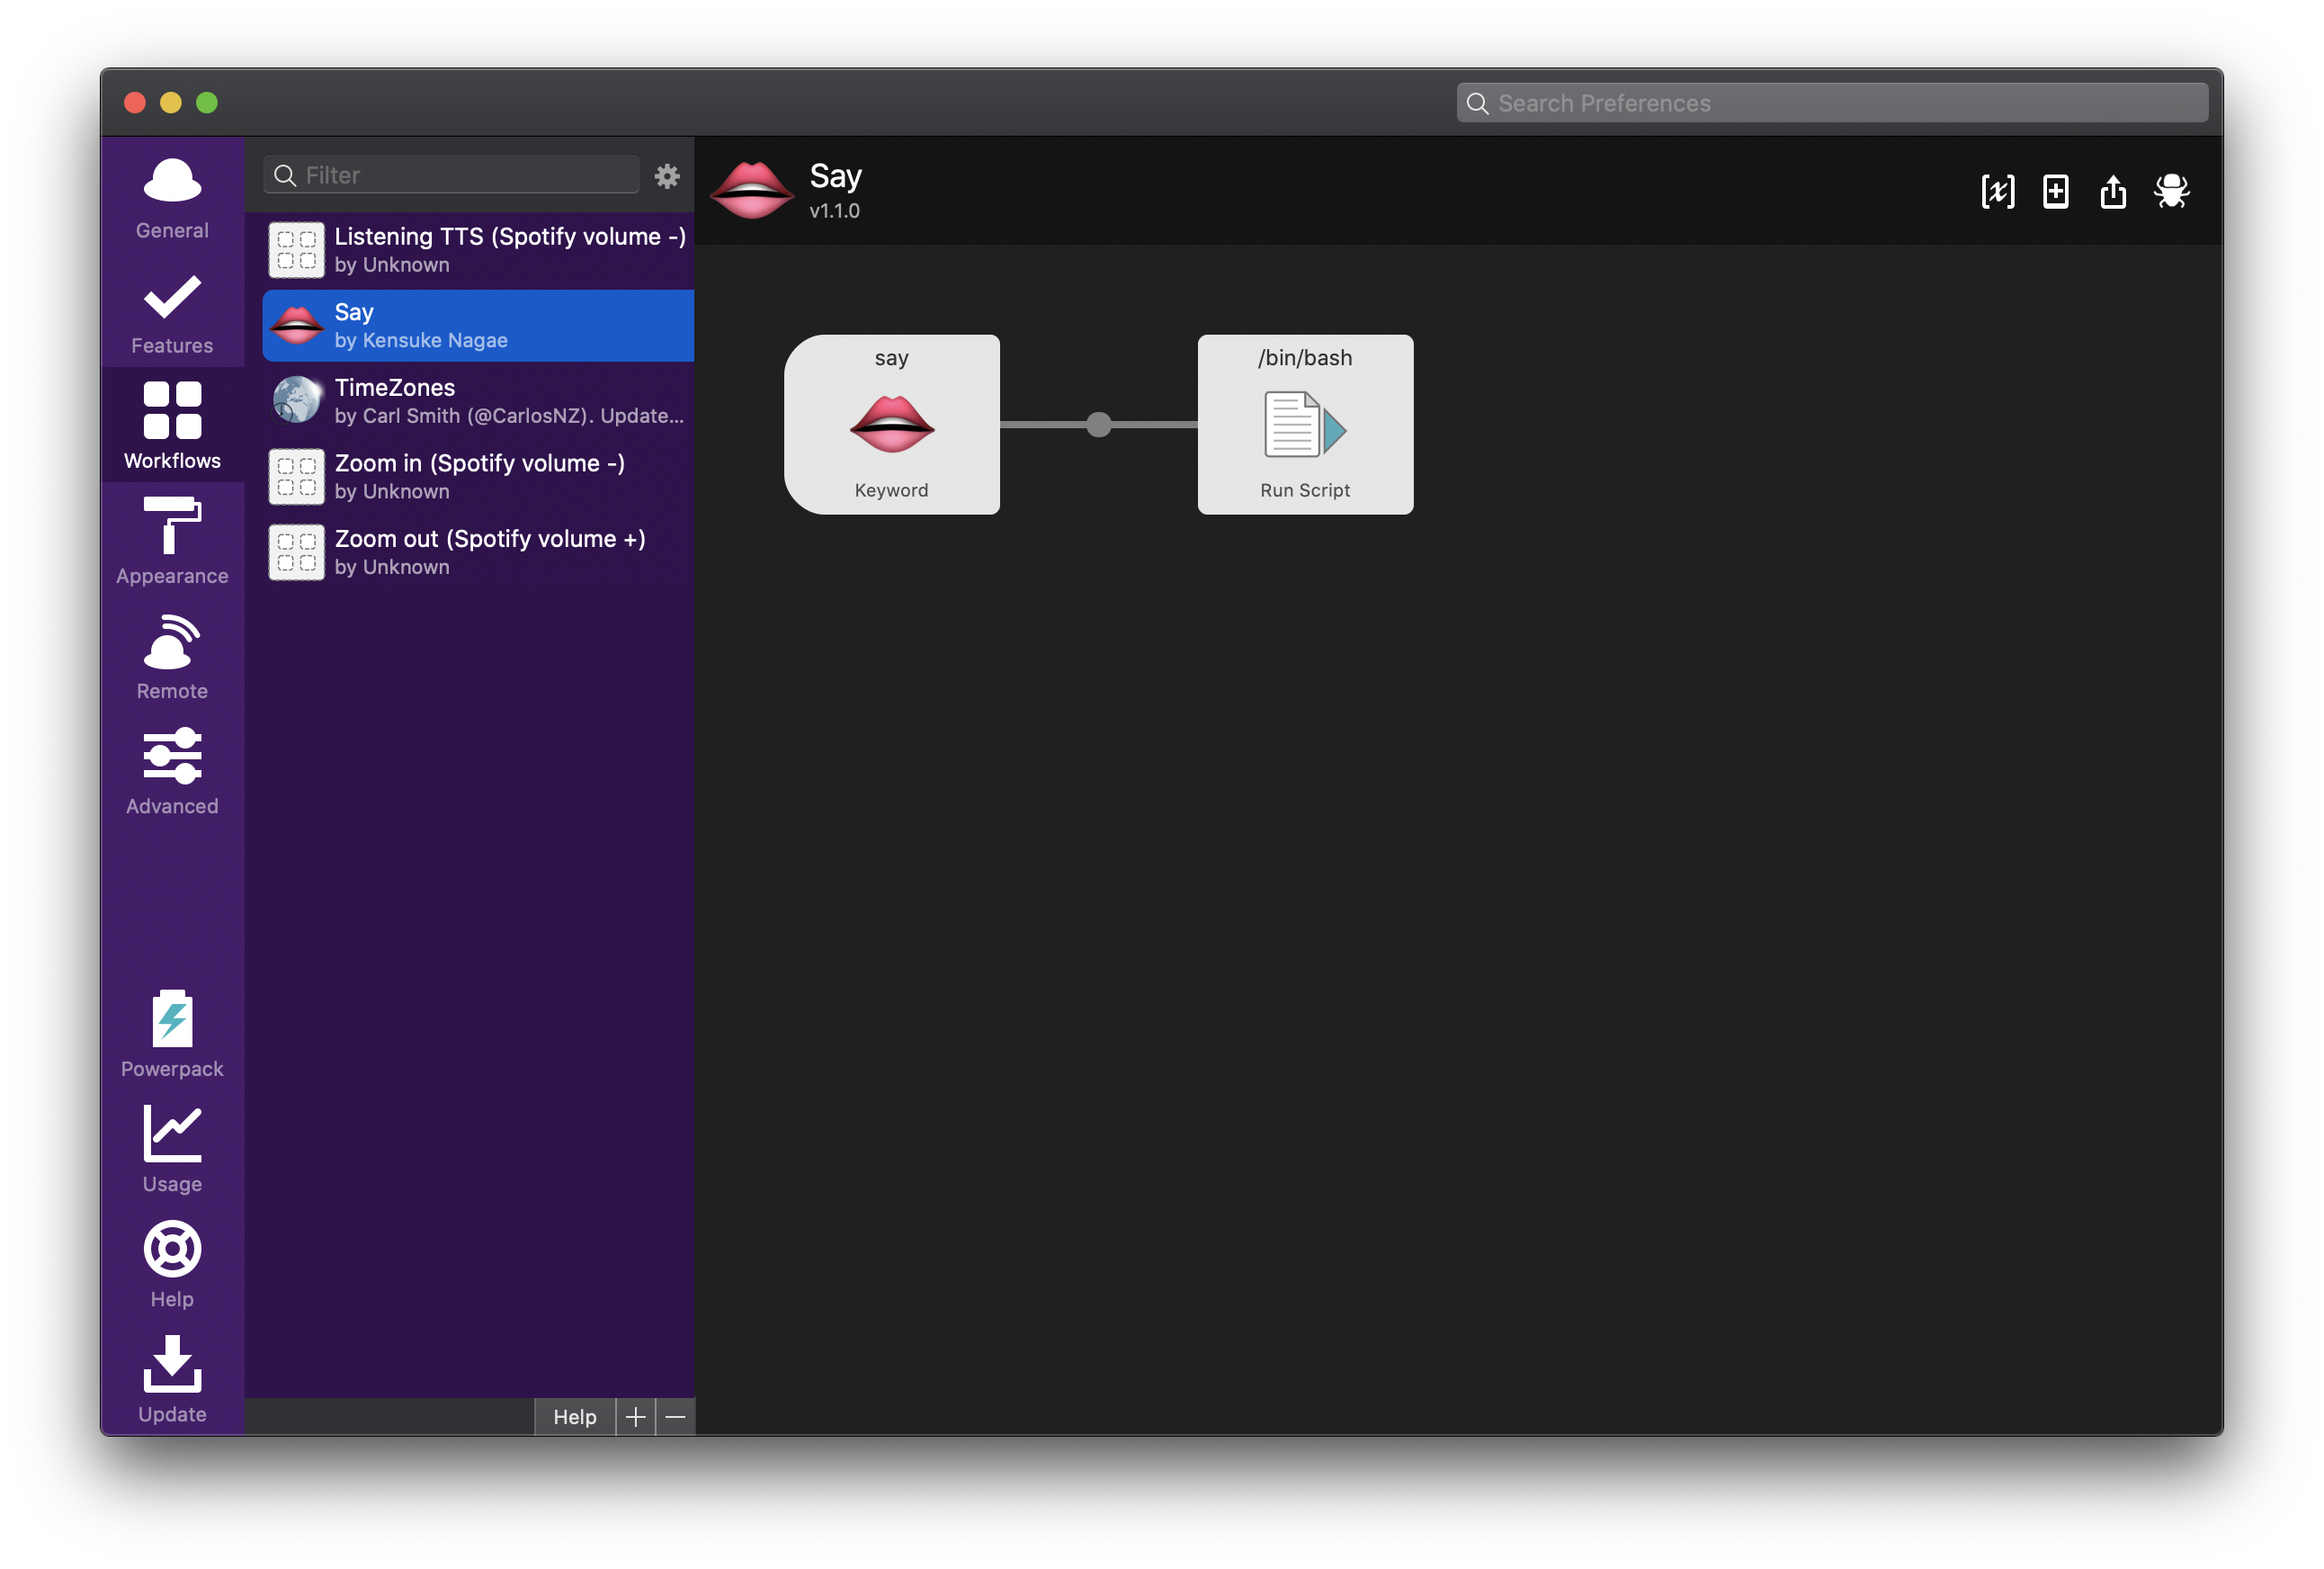 Search Preferences
General
Features
Workflows
Appearance
Remote
Advanced
Powerpack
Usage
Help
Update
Filter
Listening TTS (Spotify volume -)
by Unknown
Say
by Kensuke Nagae
TimeZones
by Carl Smith (@CarlosNZ). Update...
Zoom in (Spotify volume -)
by Unknown
Zoom out (Spotify volume +)
by Unknown
Help
Say
v1.1.0
say
Keyword
/bin/bash
Run Script